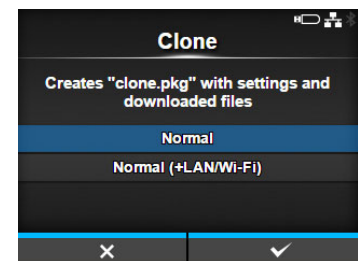 Clone
Creates "clone.pkg" with settings and
downloaded files
Normal
Normal (+LAN/Wi-Fi)